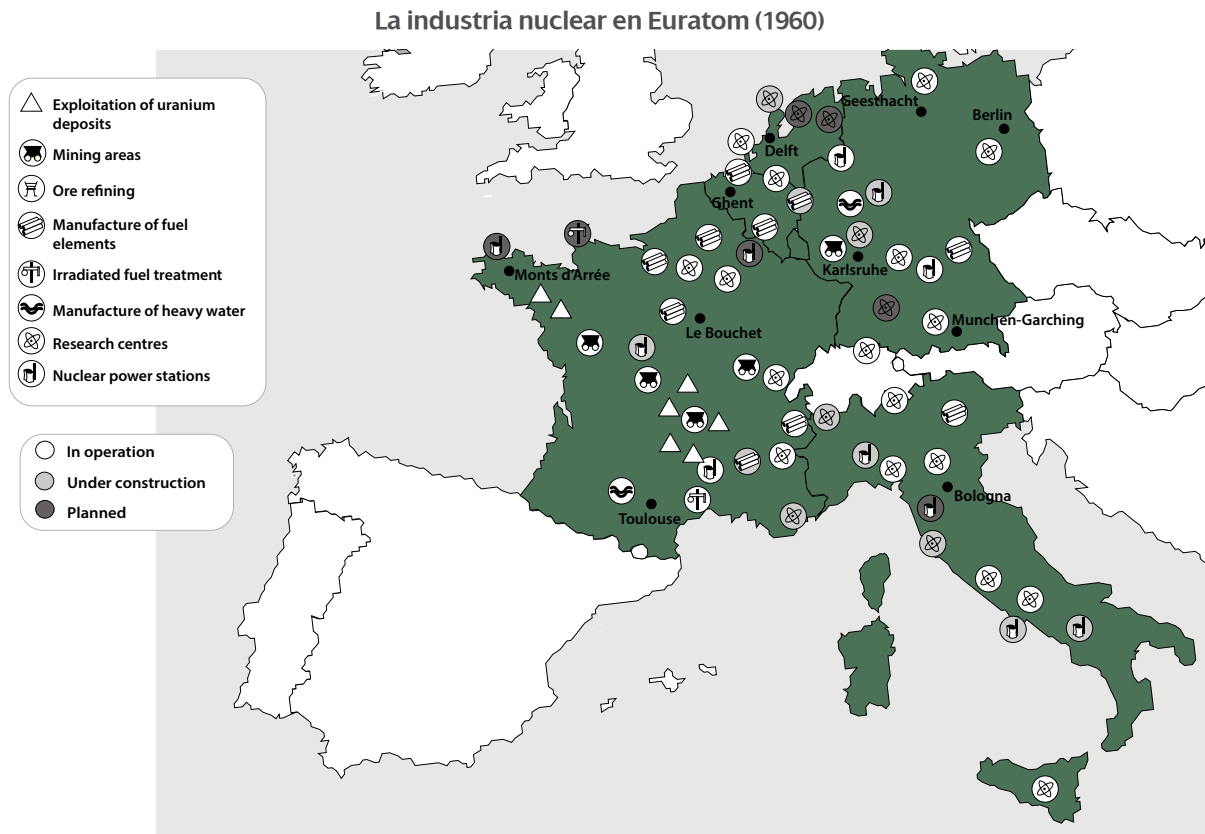 La industria nuclear en Euratom (1960)
Exploitation of uranium
deposits
Mining areas
Ore refining
Manufacture of fuel
elements
Irradiated fuel treatment
Manufacture of heavy water
Research centres
Nuclear power stations
In operation
Under construction
Planned
Geesthacht
Berlin
Delft
Ghent
Monts d'Arrée
Karlsruhe
Le Bouchet
Munchen-Garching
Bologna
Toulouse